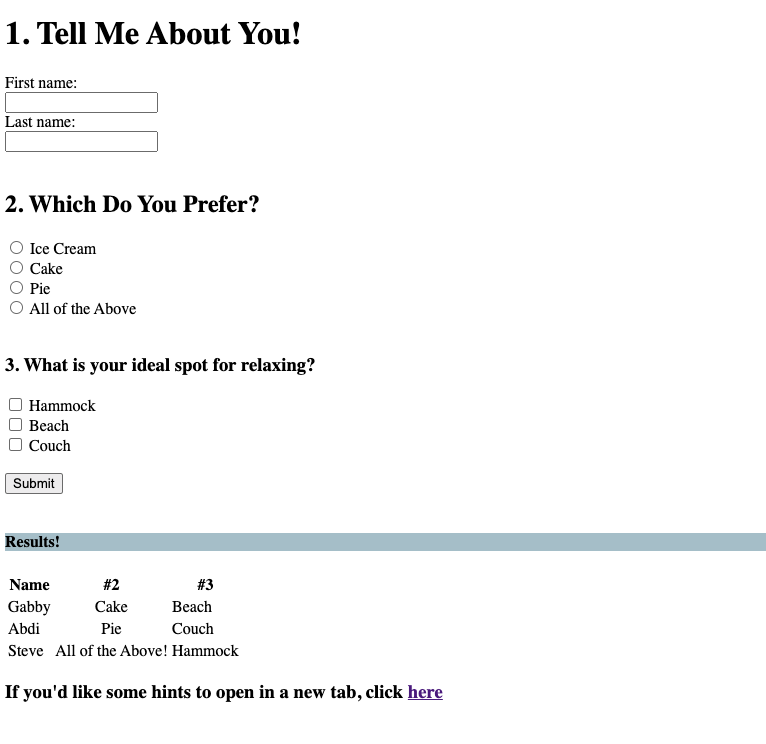 1. Tell Me About You!
First name:
Last name:
2. Which Do You Prefer?
Ice Cream
Cake
Pie
All of the Above
3. What is your ideal spot for relaxing?
Hammock
Beach
Couch
Submit
Results!
Name #2 #3
Gabby Cake Beach
Abdi Pie Couch
Steve All of the Above! Hammock
If you'd like some hints to open in a new tab, click here